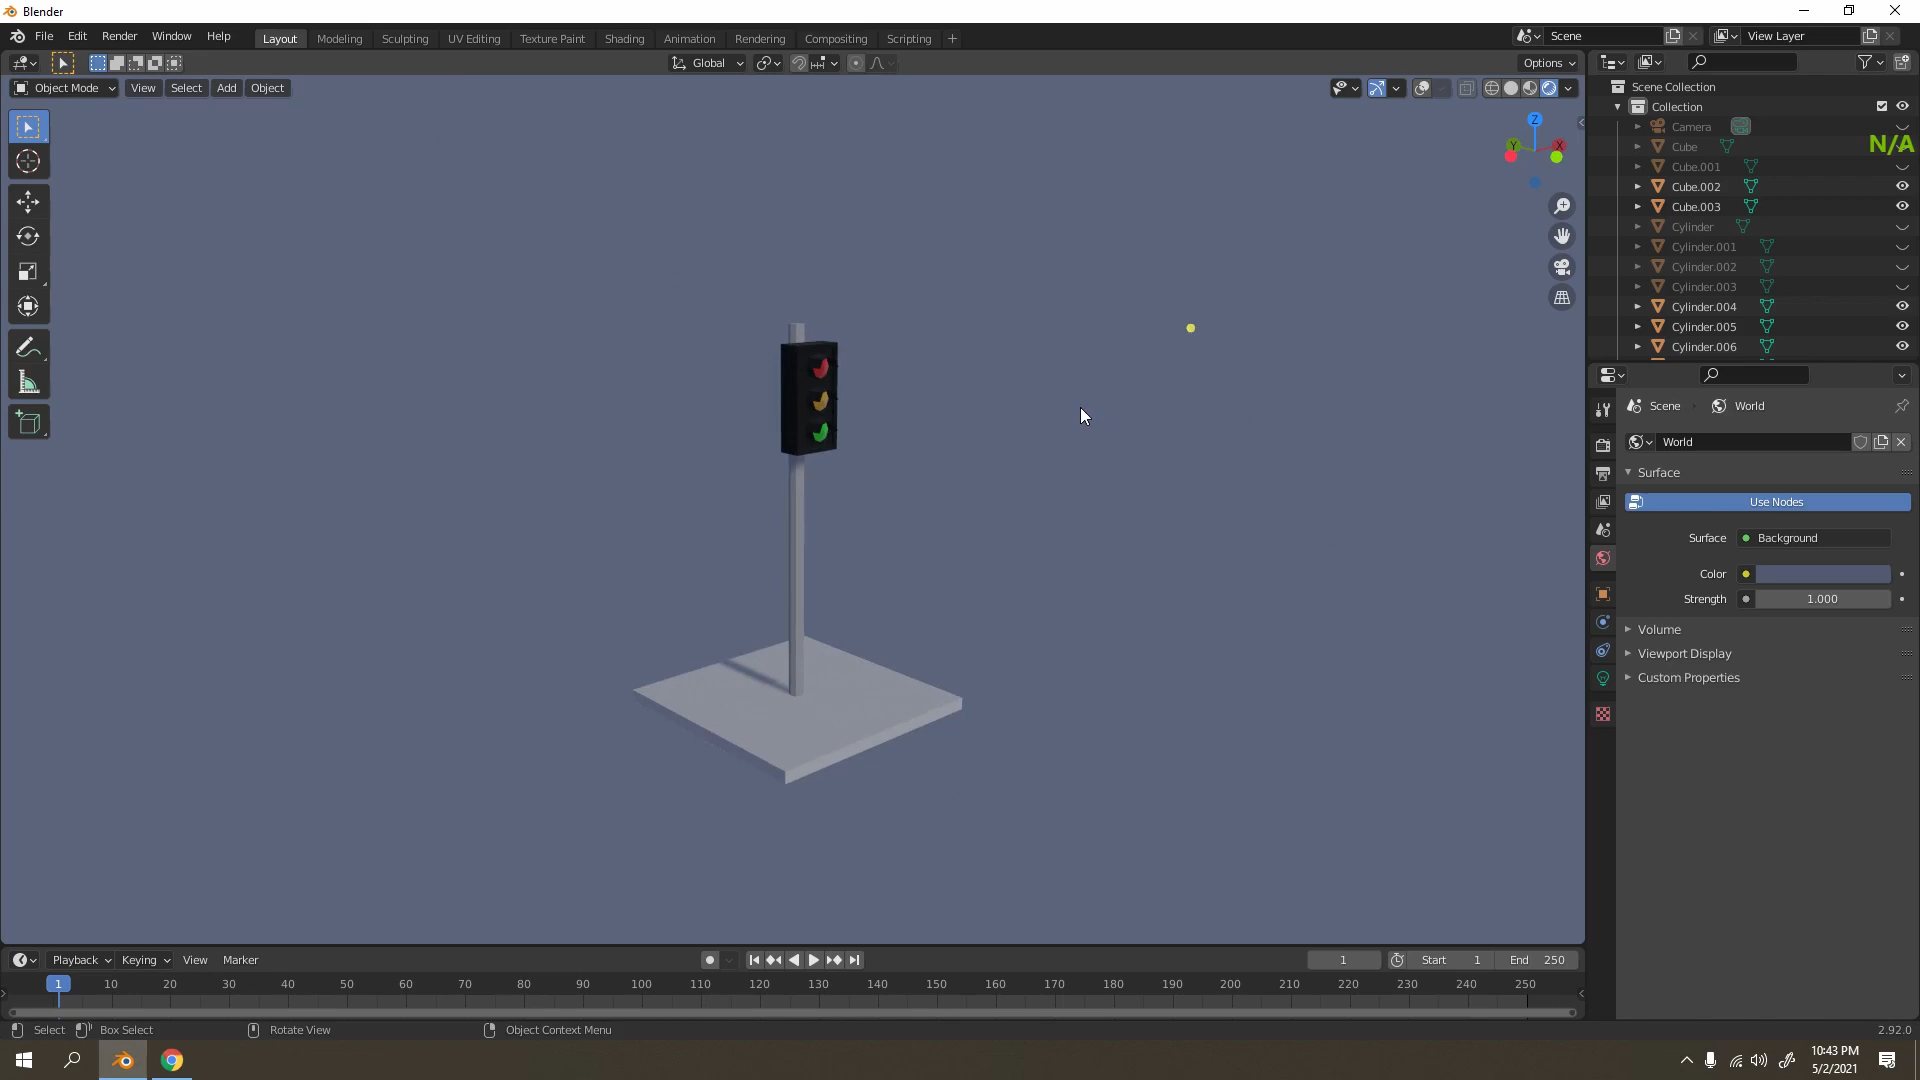 Blender
File Edit Render Window Help
Layout Modeling Sculpting UV Editing Texture Paint Shading Animation Rendering Compositing Scripting +
Scene
View Layer
Global
Options
Object Mode View Select Add Object
Z
Y
X
Scene Collection
Collection
Camera
N/A
Cube
Cube.001
Cube.002
Cube.003
Cylinder
Cylinder.001
Cylinder.002
Cylinder.003
Cylinder.004
Cylinder.005
Cylinder.006
Scene World
World
Surface
Use Nodes
Surface Background
Color
Strength 1.000
Volume
Viewport Display
Custom Properties
Playback Keying View Marker
1 Start 1 End 250
1 10 20 30 40 50 60 70 80 90 100 110 120 130 140 150 160 170 180 190 200 210 220 230 240 250
Select Box Select Rotate View Object Context Menu 2.92.0
10:43 PM
5/2/2021